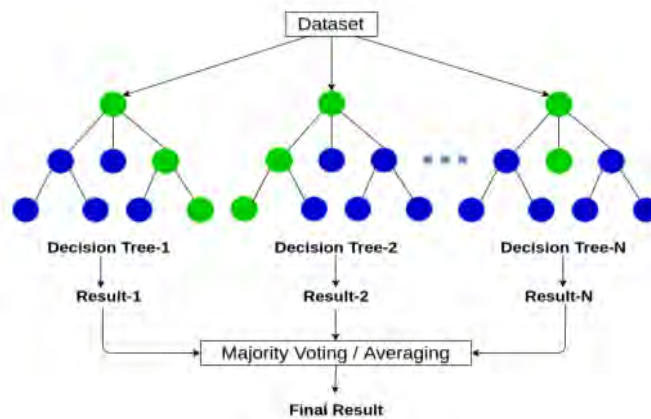 Dataset
Decision Tree-1
Decision Tree-2
Decision Tree-N
Result-1
Result-2
Result-N
Majority Voting / Averaging
Final Result